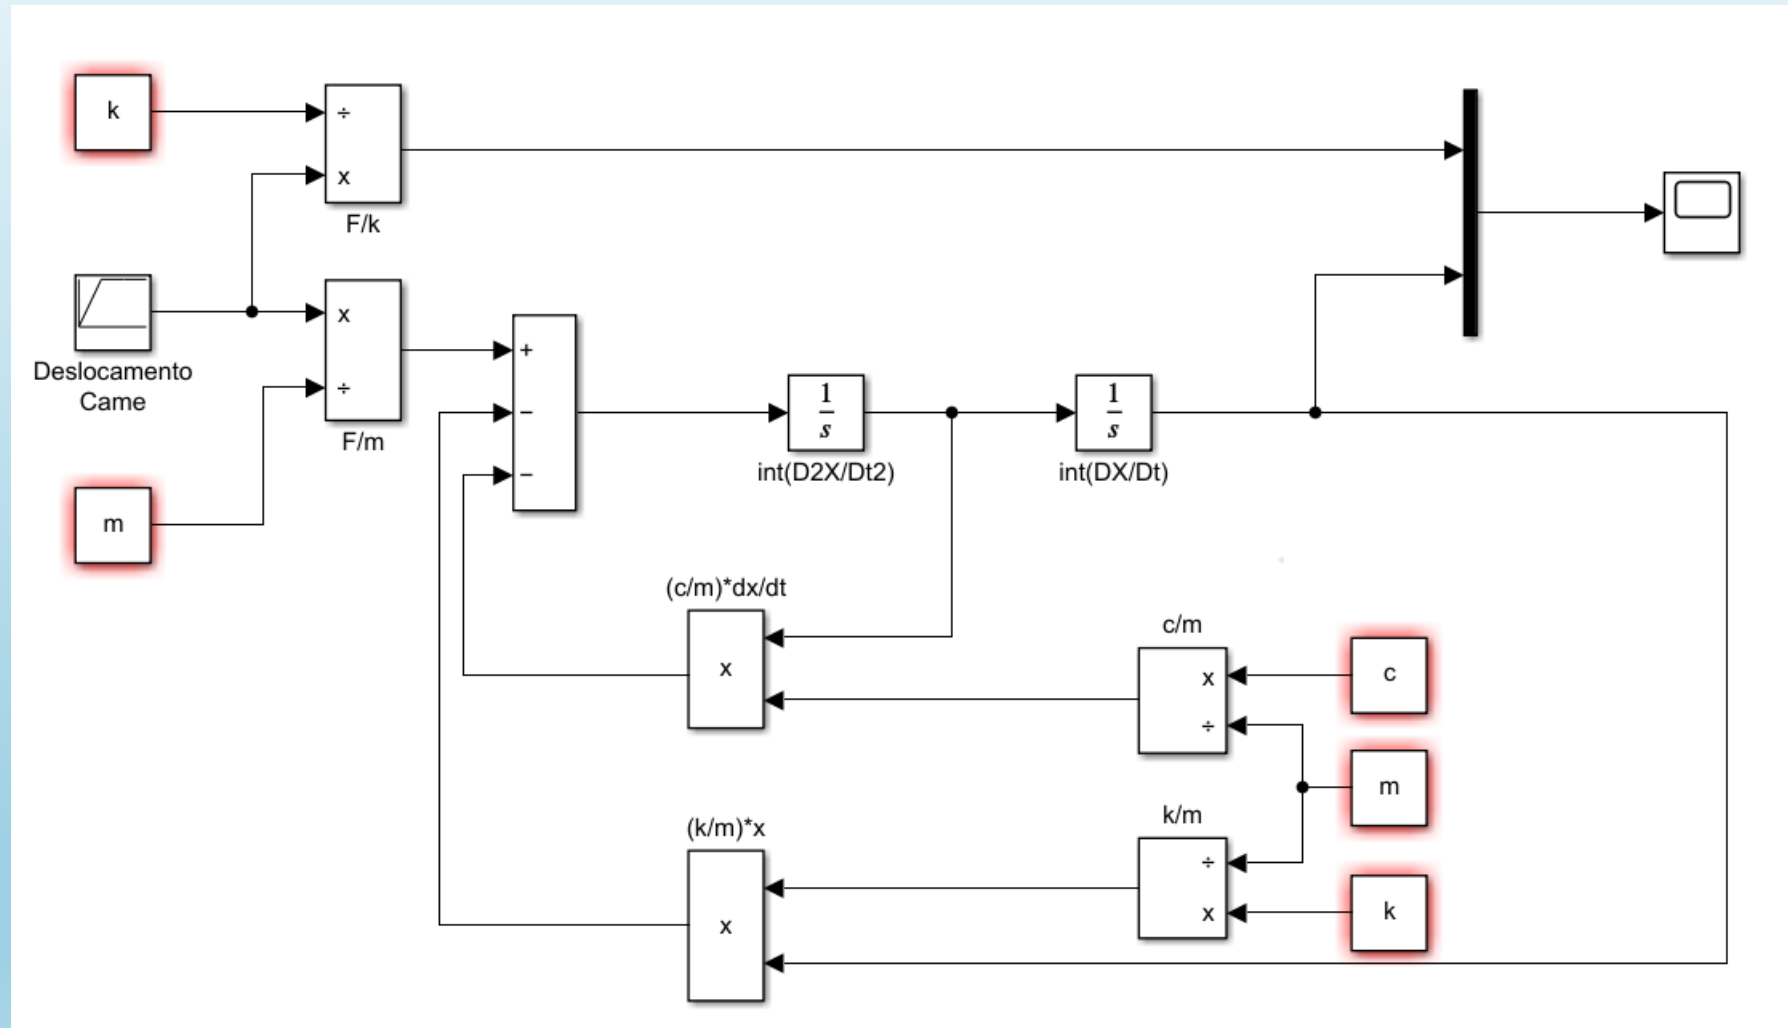 k
÷
x
F/k
Deslocamento
Came
x
÷
F/m
m
+
−
−
1
s
int(D2X/Dt2)
1
s
int(DX/Dt)
(c/m)*dx/dt
x
c/m
x
÷
c
m
(k/m)*x
x
k/m
÷
x
k